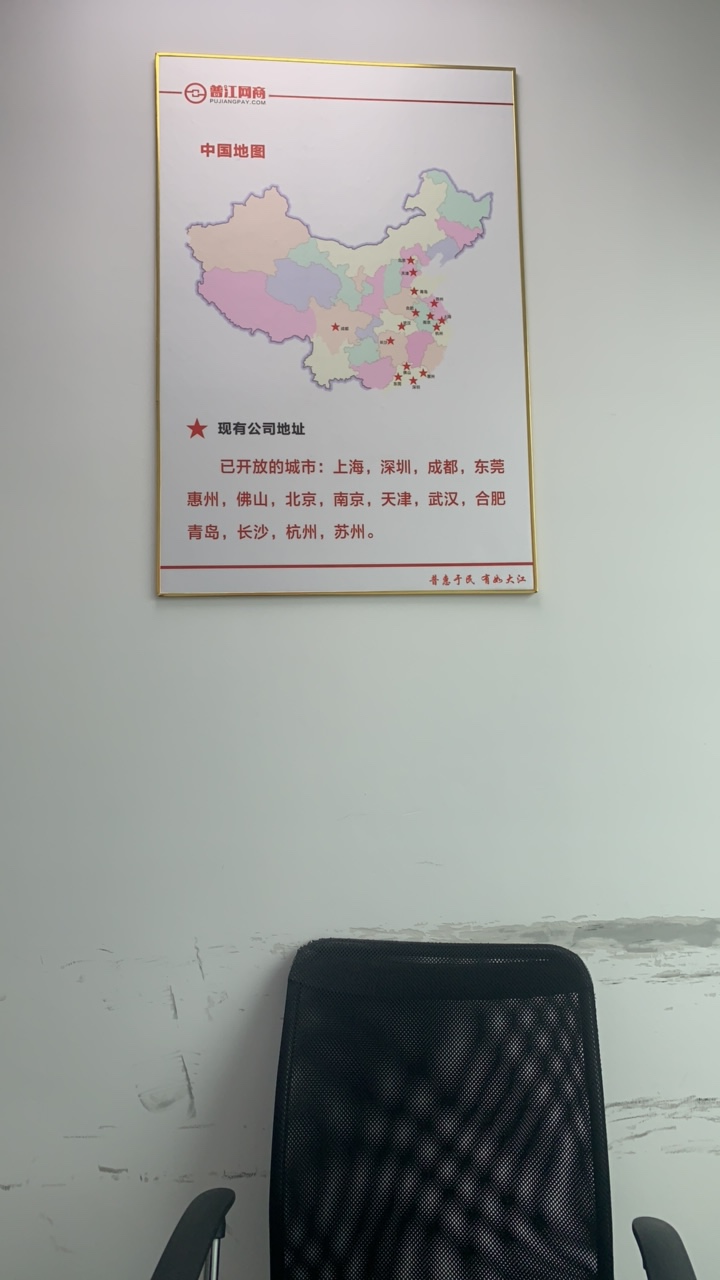 普江网商
PUJIANGPAY.COM
中国地图
现有公司地址
已开放的城市：上海，深圳，成都，东莞
惠州，佛山，北京，南京，天津，武汉，合肥
青岛，长沙，杭州，苏州。
普惠于民 有如大江